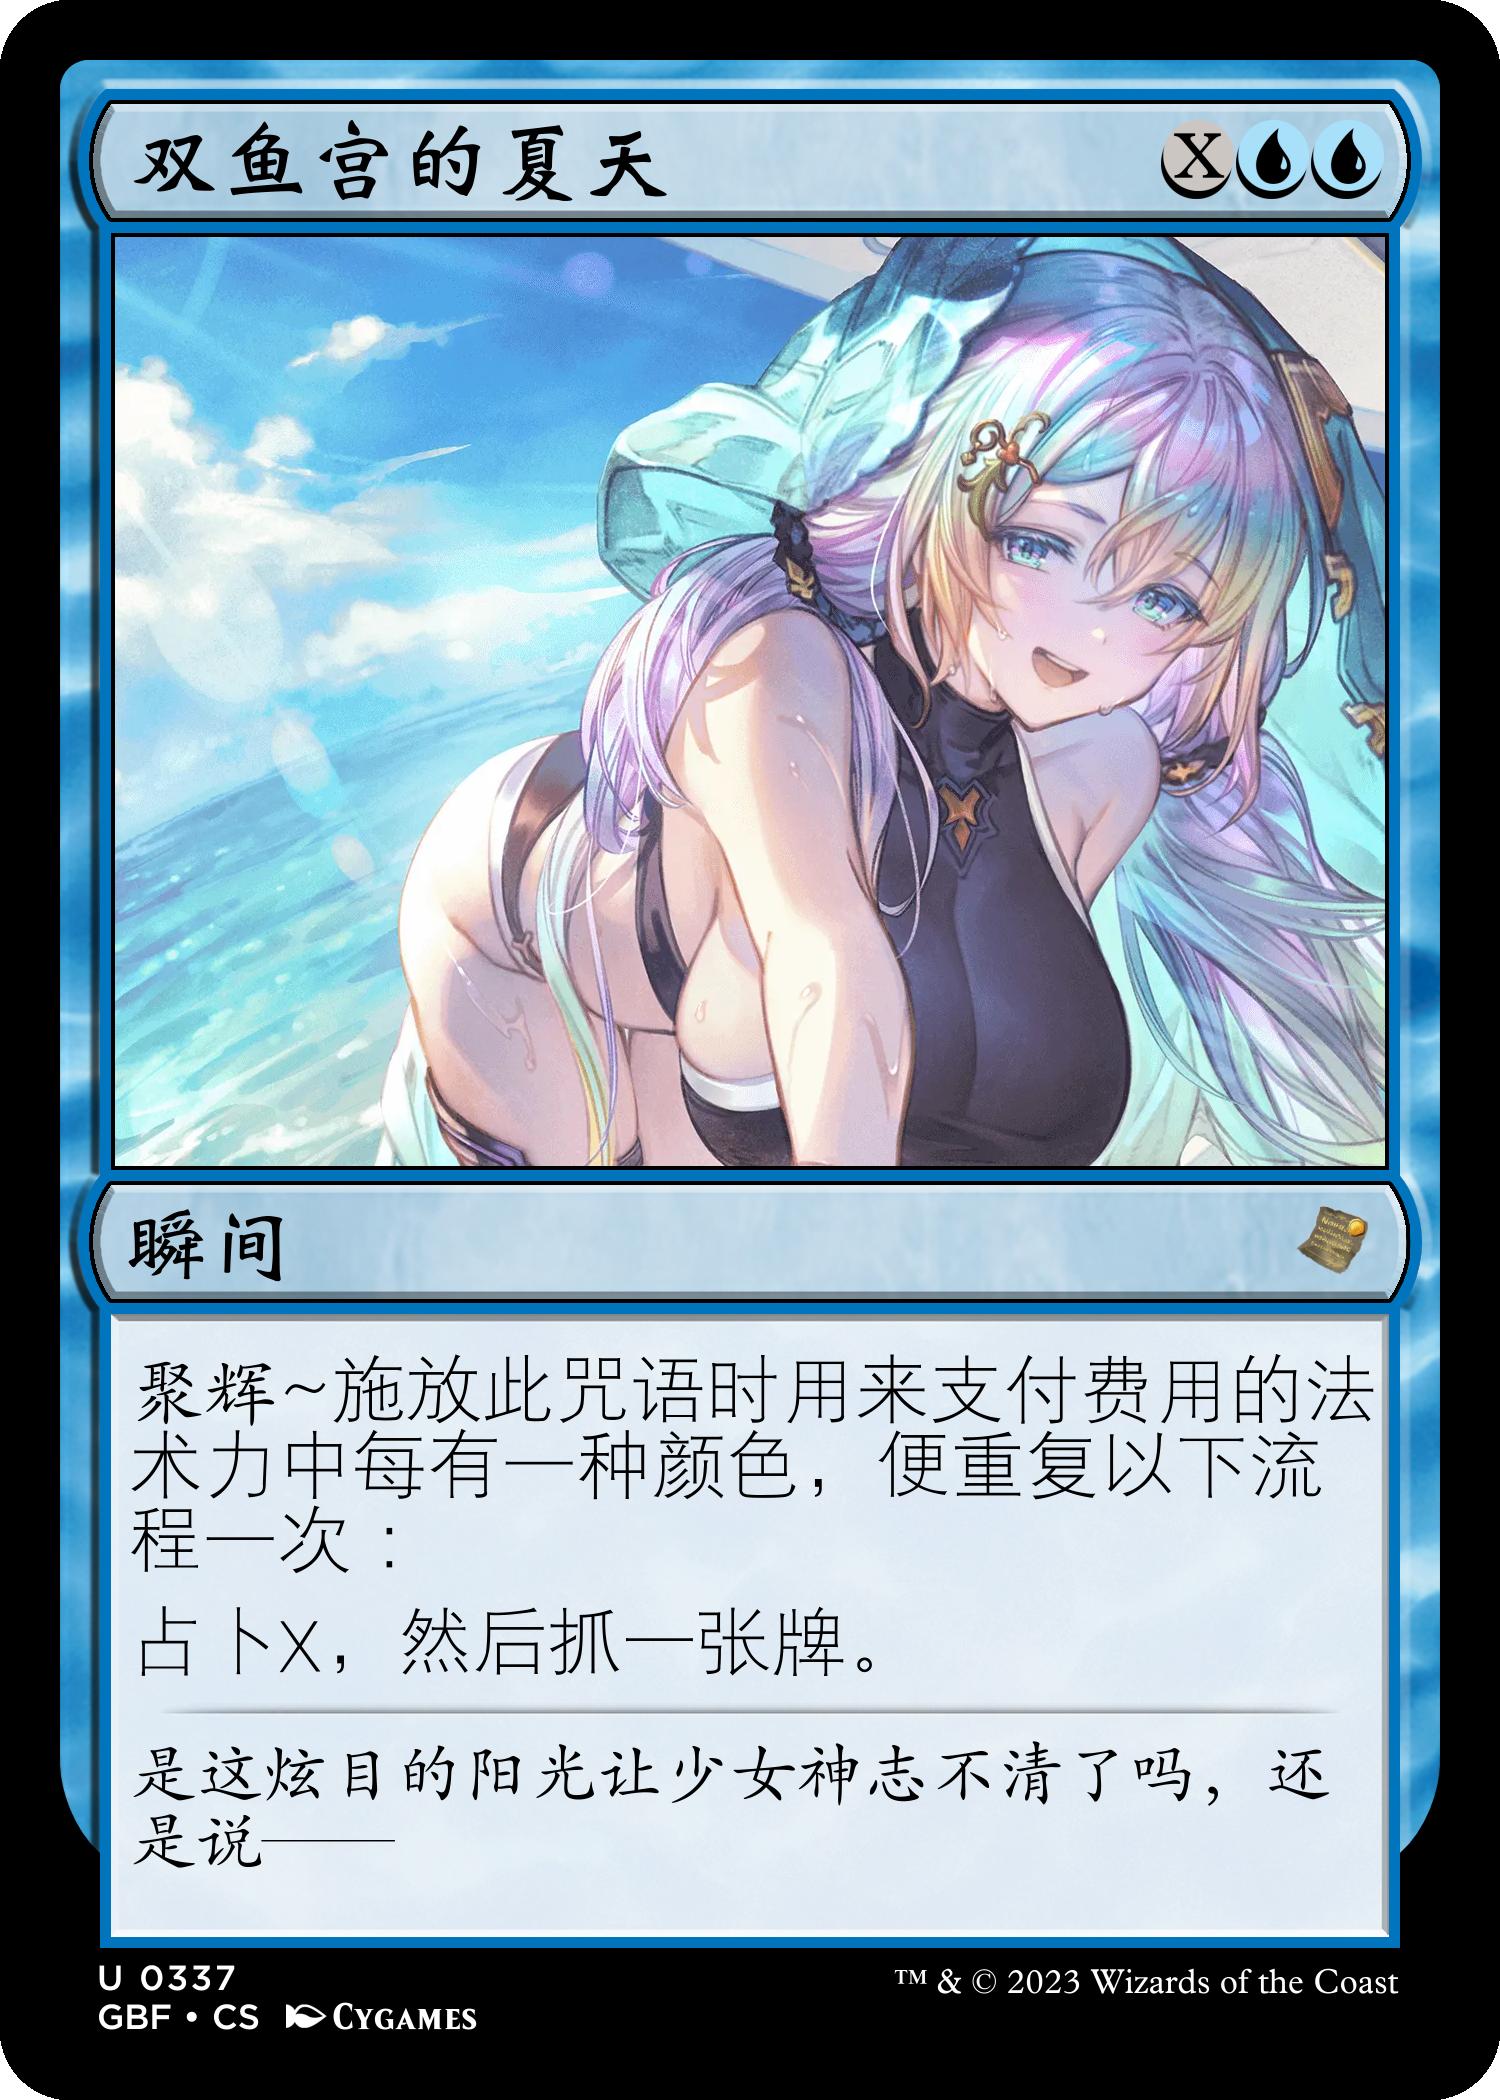 双鱼宫的夏天 X
瞬间
聚辉~施放此咒语时用来支付费用的法
术力中每有一种颜色，便重复以下流
程一次：
占卜X，然后抓一张牌。
是这炫目的阳光让少女神志不清了吗，还
是说——
U 0337
GBF • CS CYGAMES
™ & © 2023 Wizards of the Coast